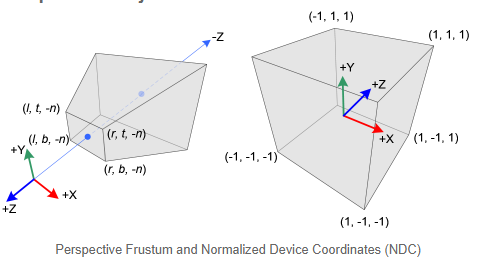 -Z
(l, t, -n)
(l, b, -n)
(r, t, -n)
(r, b, -n)
+Y
+X
+Z
(-1, 1, 1)
(1, 1, 1)
+Y
+Z
+X
(1, -1, 1)
(-1, -1, -1)
(1, -1, -1)
Perspective Frustum and Normalized Device Coordinates (NDC)